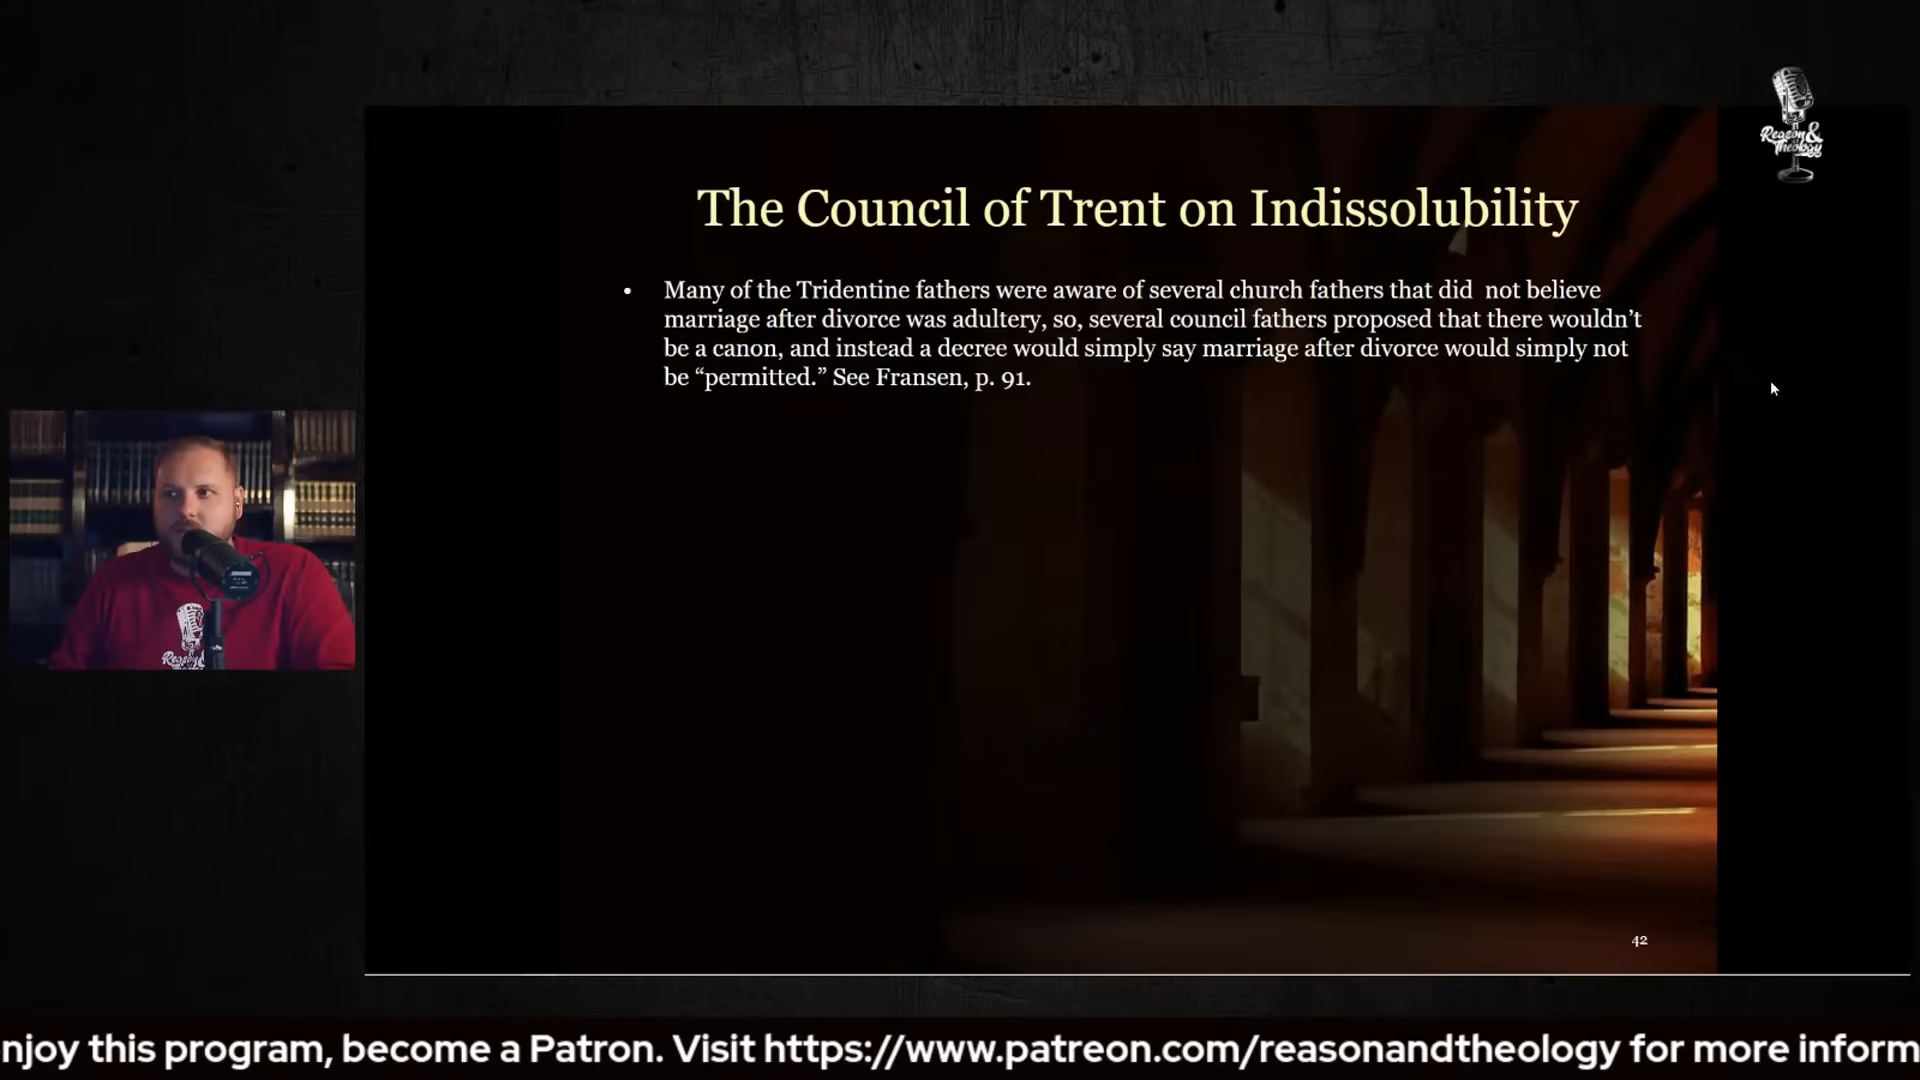 Reason &
Theology
The Council of Trent on Indissolubility
• Many of the Tridentine fathers were aware of several church fathers that did  not believe
marriage after divorce was adultery, so, several council fathers proposed that there wouldn’t
be a canon, and instead a decree would simply say marriage after divorce would simply not
be “permitted.” See Fransen, p. 91.
42
njoy this program, become a Patron. Visit https://www.patreon.com/reasonandtheology for more inform